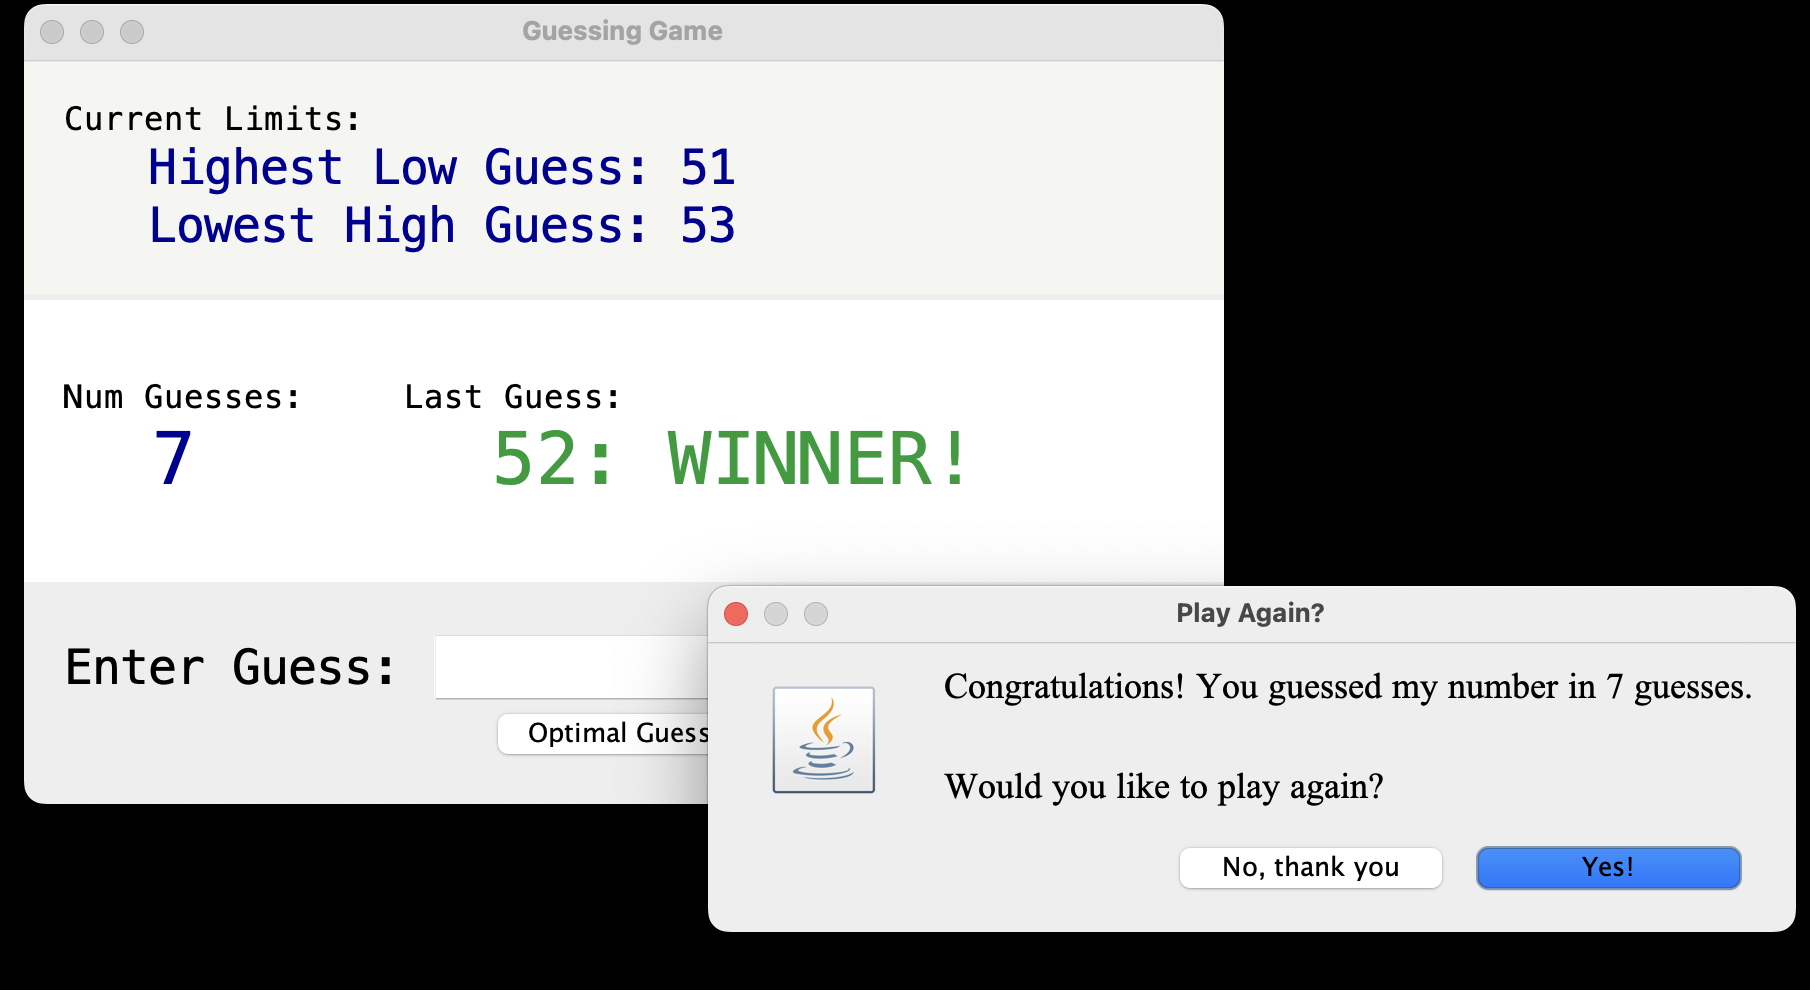 Guessing Game
Current Limits:
Highest Low Guess: 51
Lowest High Guess: 53
Num Guesses: Last Guess:
7 52: WINNER!
Enter Guess:
Optimal Guess
Play Again?
Congratulations! You guessed my number in 7 guesses.
Would you like to play again?
No, thank you Yes!